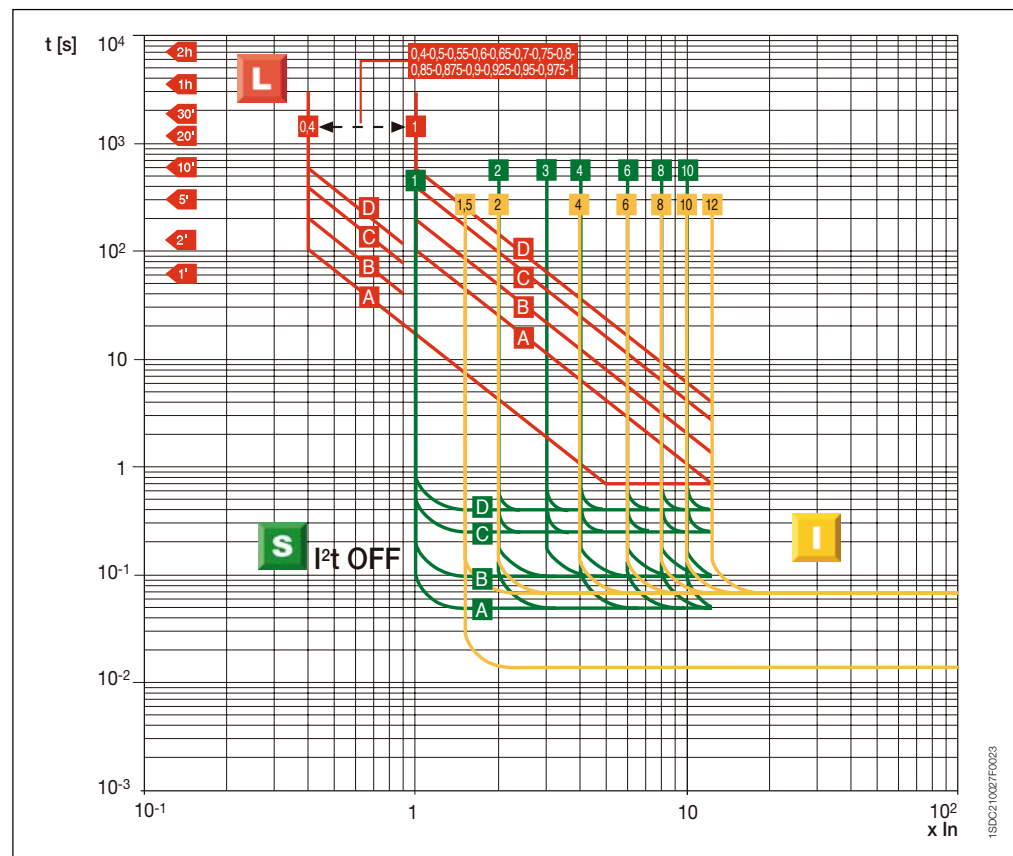 t [s]
10⁴
2h
L
0,4-0,5-0,55-0,6-0,65-0,7-0,75-0,8-
0,85-0,875-0,9-0,925-0,95-0,975-1
1h
30'
20'
0,4
1
10³
10'
1
2
3
4
6
8
10
5'
1,5
2
4
6
8
10
12
2'
10²
D
C
B
A
D
C
B
A
1'
10
1
D
C
B
A
S
I²t OFF
I
10⁻¹
10⁻²
10⁻³
10⁻¹
1
10
10²
x In
1SDC210027F0023